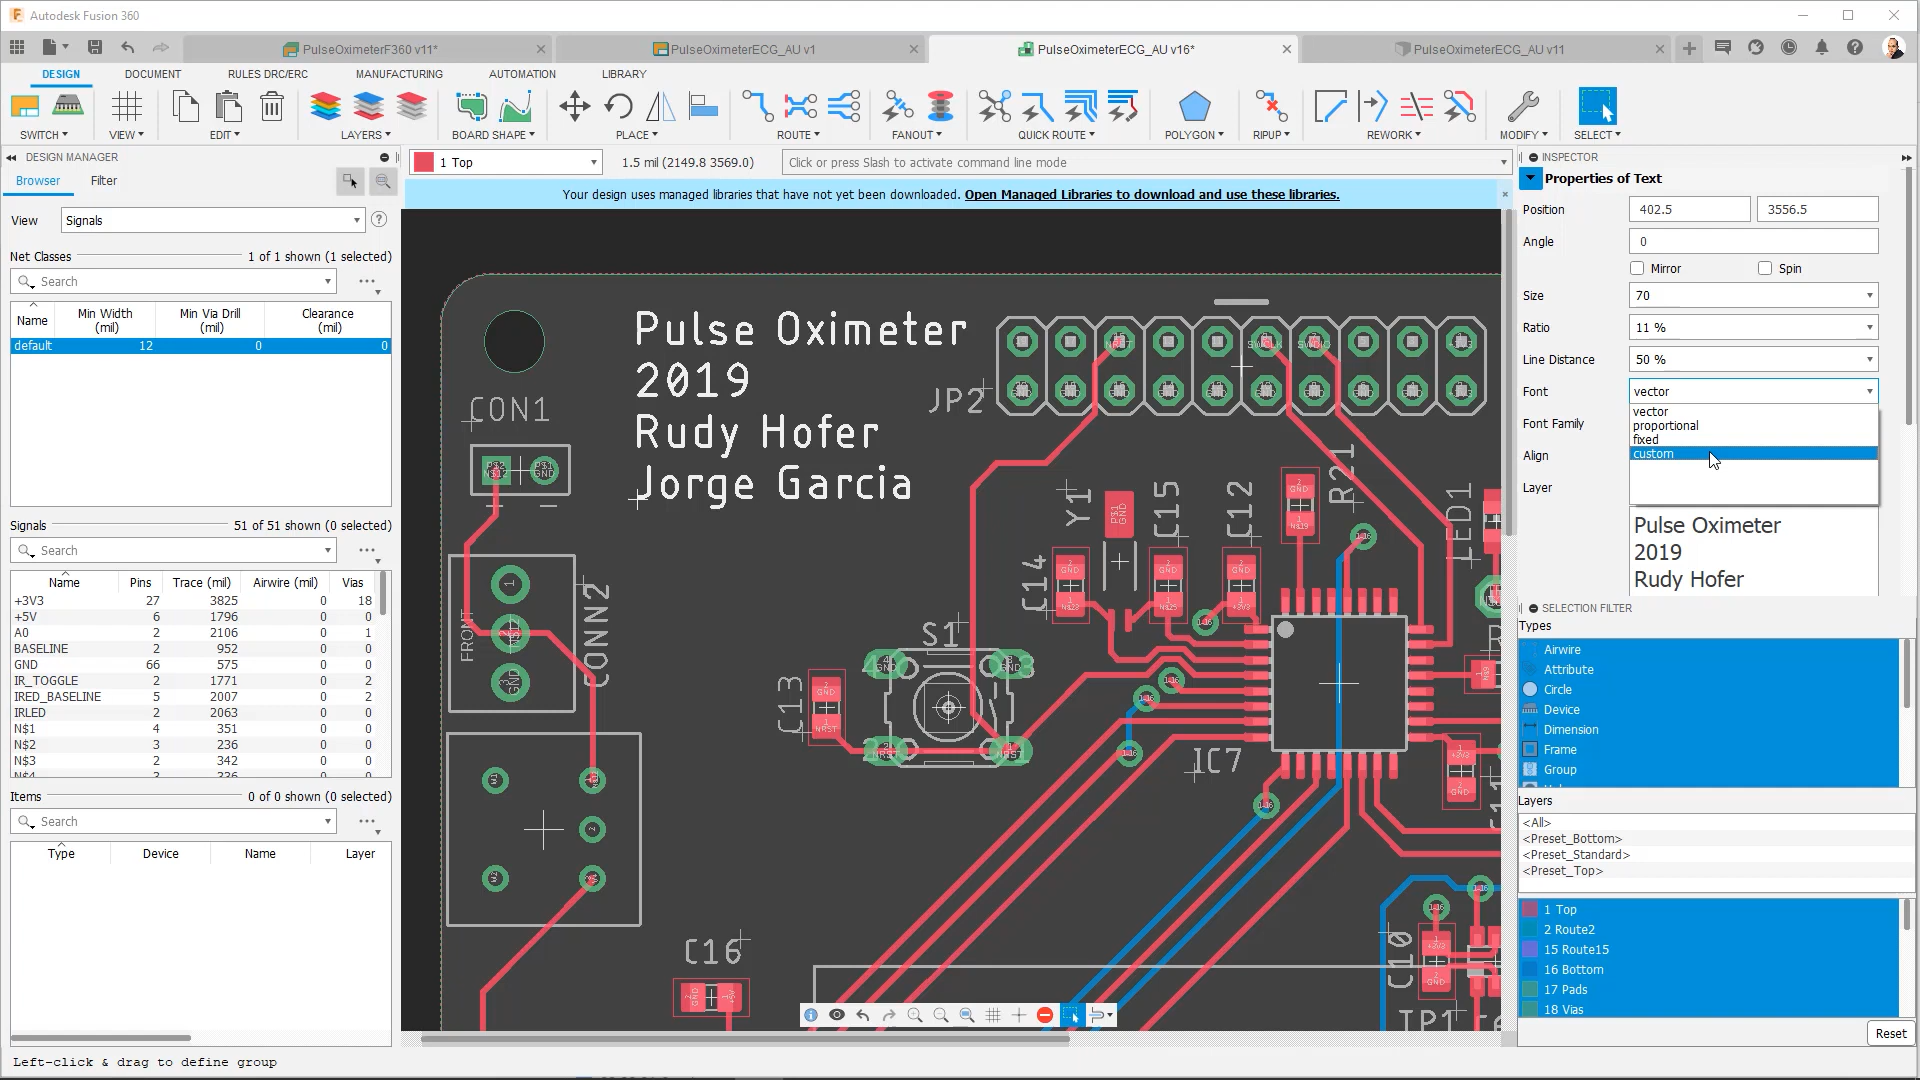 Autodesk Fusion 360
PulseOximeterF360 v11*
PulseOximeterECG_AU v1
PulseOximeterECG_AU v16*
PulseOximeterECG_AU v11
DESIGN
DOCUMENT
RULES DRC/ERC
MANUFACTURING
AUTOMATION
LIBRARY
SWITCH
VIEW
EDIT
LAYERS
BOARD SHAPE
PLACE
ROUTE
FANOUT
QUICK ROUTE
POLYGON
RIPUP
REWORK
MODIFY
SELECT
DESIGN MANAGER
Browser
Filter
View
Signals
Net Classes
1 of 1 shown (1 selected)
Search
Name
Min Width (mil)
Min Via Drill (mil)
Clearance (mil)
default 12 0 0
Signals
51 of 51 shown (0 selected)
Search
Name Pins Trace (mil) Airwire (mil) Vias
+3V3 27 3825 0 18
+5V 6 1796 0 0
A0 2 2106 0 1
BASELINE 2 952 0 0
GND 66 575 0 0
IR_TOGGLE 2 1771 0 2
IRED_BASELINE 5 2007 0 2
IRLED 2 2063 0 0
N$1 4 351 0 0
N$2 3 236 0 0
N$3 2 342 0 0
N$4 3 336 0 0
Items
0 of 0 shown (0 selected)
Search
Type Device Name Layer
Left-click & drag to define group
1 Top
1.5 mil (2149.8 3569.0)
Click or press Slash to activate command line mode
Your design uses managed libraries that have not yet been downloaded. Open Managed Libraries to download and use these libraries.
Pulse Oximeter
2019
Rudy Hofer
Jorge Garcia
CON1
JP2
NRST
SWCLK
SWDIO
CONN2
FRONT
S1
C13
C14
Y1
C15
C12
R21
LED1
IC7
C16
C10
TP1
INSPECTOR
Properties of Text
Position 402.5 3556.5
Angle 0
Mirror
Spin
Size 70
Ratio 11 %
Line Distance 50 %
Font vector
vector
proportional
fixed
custom
Font Family
Align
Layer
Pulse Oximeter
2019
Rudy Hofer
SELECTION FILTER
Types
Airwire
Attribute
Circle
Device
Dimension
Frame
Group
Layers
<All>
<Preset_Bottom>
<Preset_Standard>
<Preset_Top>
1 Top
2 Route2
15 Route15
16 Bottom
17 Pads
18 Vias
Reset